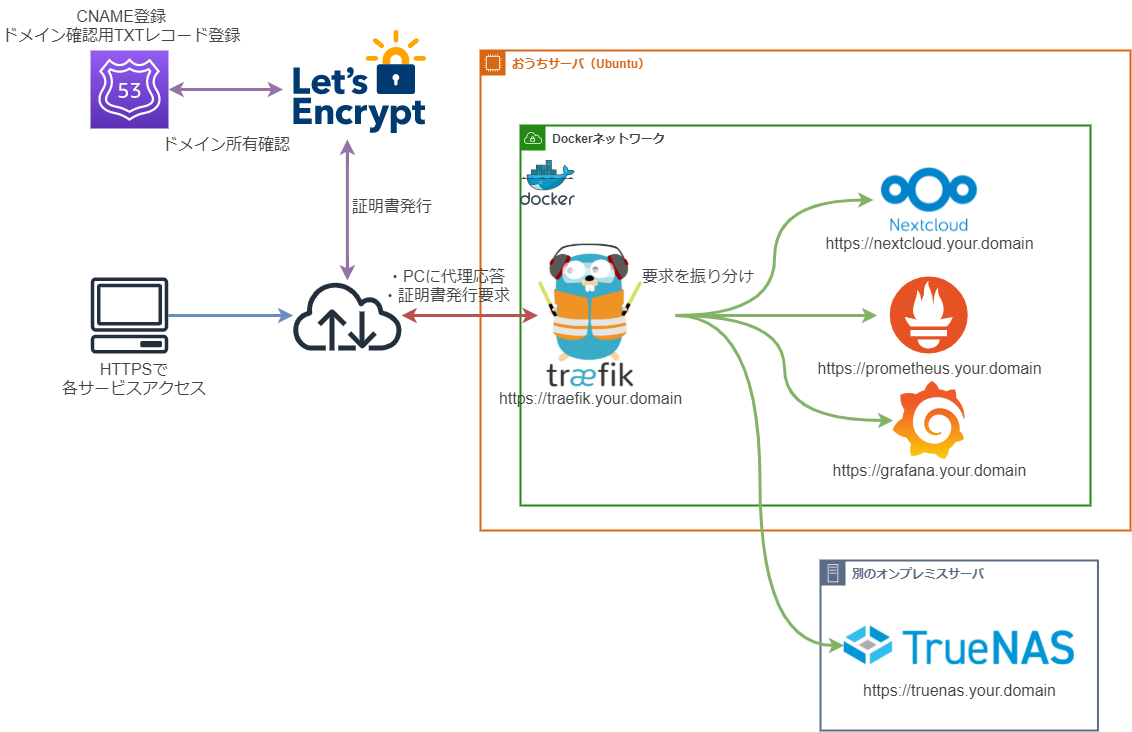 CNAME登録
ドメイン確認用TXTレコード登録
53
Let's
Encrypt
ドメイン所有確認
証明書発行
おうちサーバ（Ubuntu）
Dockerネットワーク
docker
Nextcloud
https://nextcloud.your.domain
・PCに代理応答
・証明書発行要求
要求を振り分け
træfik
https://traefik.your.domain
HTTPSで
各サービスアクセス
https://prometheus.your.domain
https://grafana.your.domain
別のオンプレミスサーバ
TrueNAS
https://truenas.your.domain